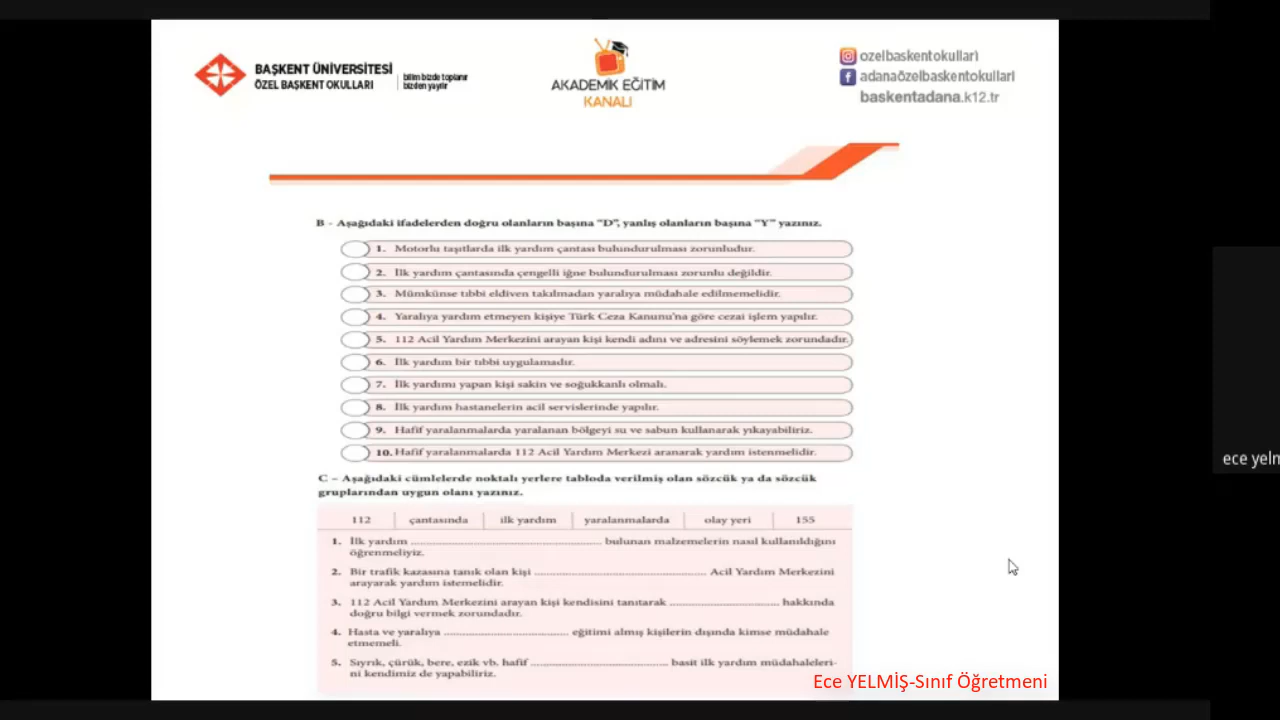 BAŞKENT ÜNİVERSİTESİ
ÖZEL BAŞKENT OKULLARI
bilim bizde toplanır
bizden yayılır
AKADEMİK EĞİTİM
KANALI
ozelbaskentokullari
adanaözelbaskentokullari
baskentadana.k12.tr
B - Aşağıdaki ifadelerden doğru olanların başına "D", yanlış olanların başına "Y" yazınız.
1. Motorlu taşıtlarda ilk yardım çantası bulundurulması zorunludur.
2. İlk yardım çantasında çengelli iğne bulundurulması zorunlu değildir.
3. Mümkünse tıbbi eldiven takılmadan yaralıya müdahale edilmemelidir.
4. Yaralıya yardım etmeyen kişiye Türk Ceza Kanunu'na göre cezai işlem yapılır.
5. 112 Acil Yardım Merkezini arayan kişi kendi adını ve adresini söylemek zorundadır.
6. İlk yardım bir tıbbi uygulamadır.
7. İlk yardımı yapan kişi sakin ve soğukkanlı olmalı.
8. İlk yardım hastanelerin acil servislerinde yapılır.
9. Hafif yaralanmalarda yaralanan bölgeyi su ve sabun kullanarak yıkayabiliriz.
10. Hafif yaralanmalarda 112 Acil Yardım Merkezi aranarak yardım istenmelidir.
C - Aşağıdaki cümlelerde noktalı yerlere tabloda verilmiş olan sözcük ya da sözcük
gruplarından uygun olanı yazınız.
112 çantasında ilk yardım yaralanmalarda olay yeri 155
1. İlk yardım ........................................................ bulunan malzemelerin nasıl kullanıldığını
öğrenmeliyiz.
2. Bir trafik kazasına tanık olan kişi .................................................... Acil Yardım Merkezini
arayarak yardım istemelidir.
3. 112 Acil Yardım Merkezini arayan kişi kendisini tanıtarak ................................. hakkında
doğru bilgi vermek zorundadır.
4. Hasta ve yaralıya ...................................... eğitimi almış kişilerin dışında kimse müdahale
etmemeli.
5. Sıyrık, çürük, bere, ezik vb. hafif .......................................... basit ilk yardım müdahaleleri-
ni kendimiz de yapabiliriz.
Ece YELMİŞ-Sınıf Öğretmeni
ece yelm